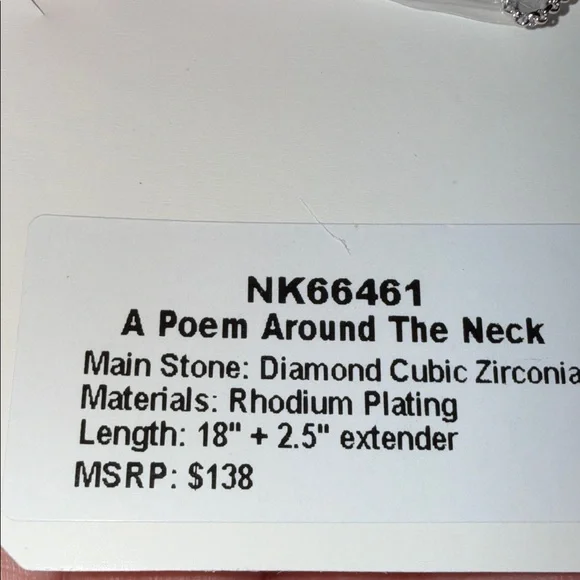 NK66461
A Poem Around The Neck
Main Stone: Diamond Cubic Zirconia
Materials: Rhodium Plating
Length: 18" + 2.5" extender
MSRP: $138